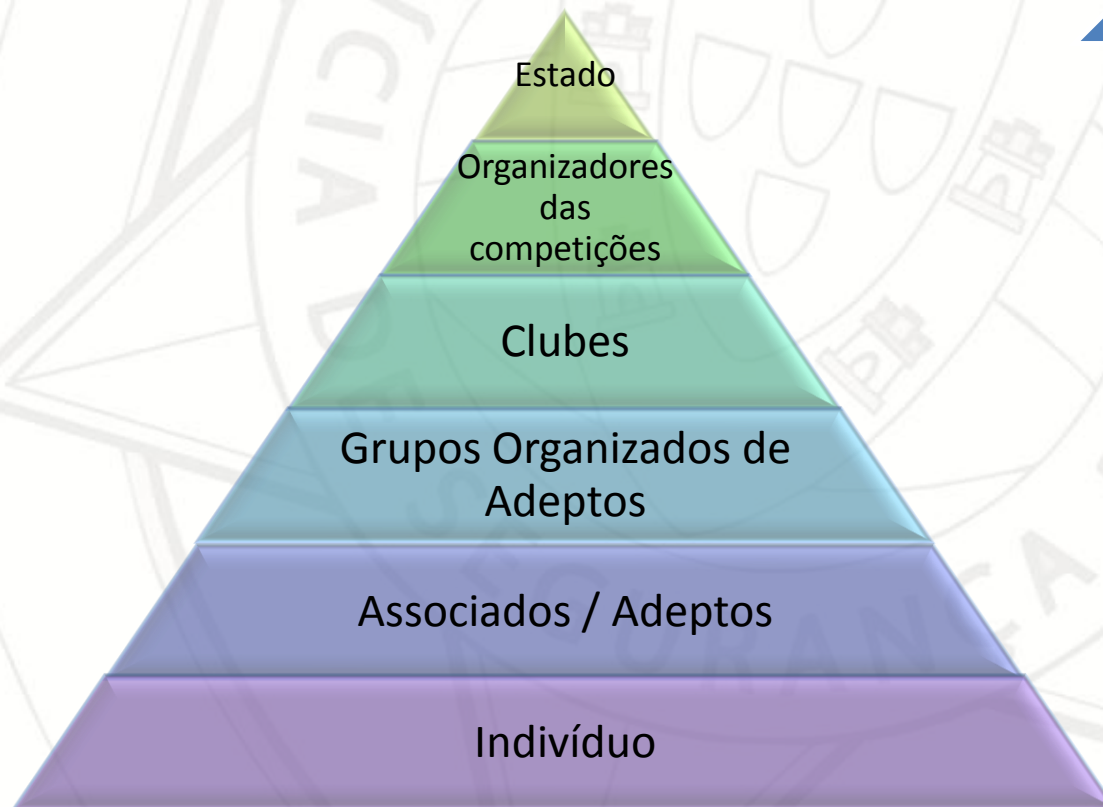 Estado
Organizadores
das
competições
Clubes
Grupos Organizados de
Adeptos
Associados / Adeptos
Indivíduo